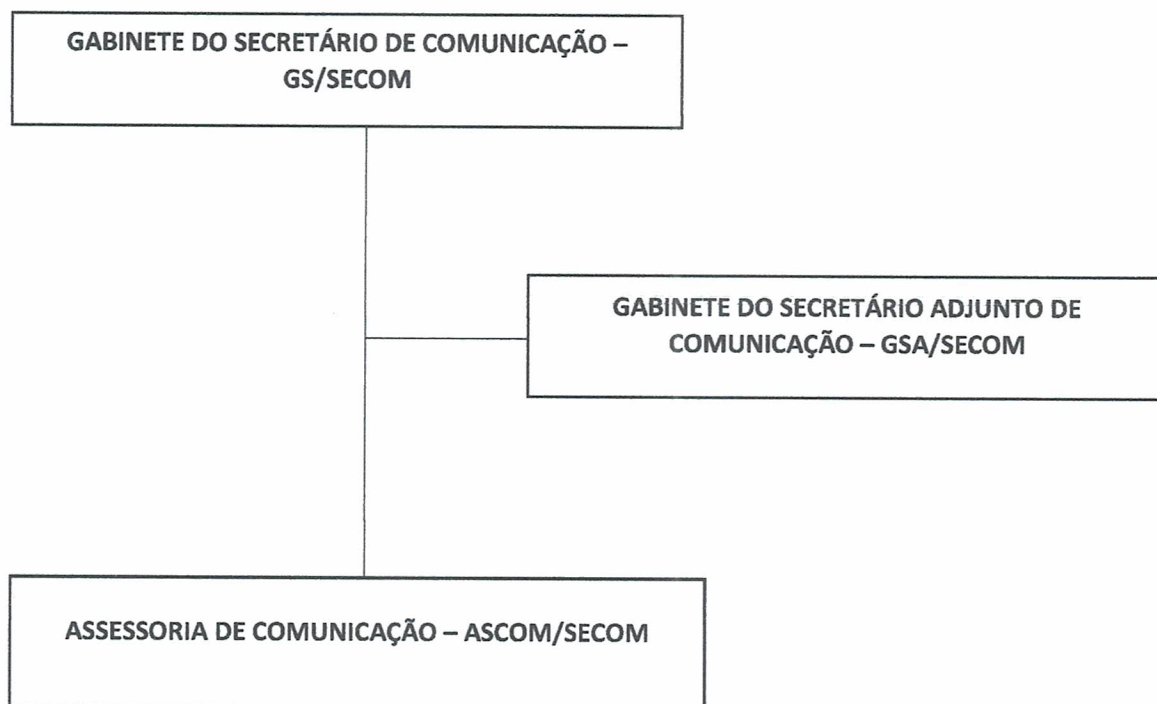 GABINETE DO SECRETÁRIO DE COMUNICAÇÃO –
GS/SECOM
GABINETE DO SECRETÁRIO ADJUNTO DE
COMUNICAÇÃO – GSA/SECOM
ASSESSORIA DE COMUNICAÇÃO – ASCOM/SECOM